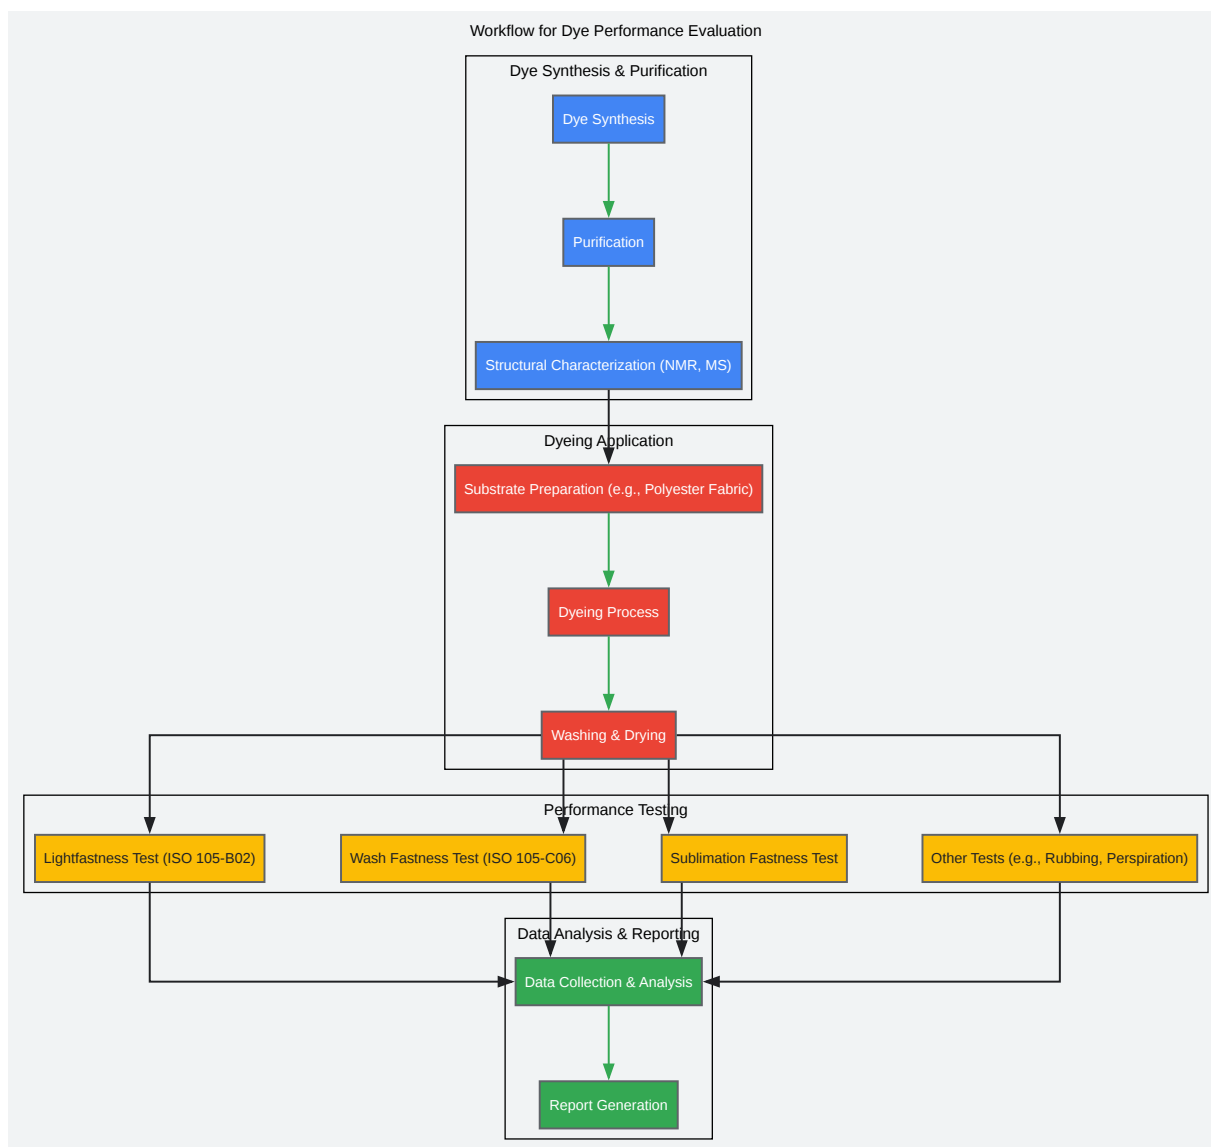 Workflow for Dye Performance Evaluation
Dye Synthesis & Purification
Dye Synthesis
Purification
Structural Characterization (NMR, MS)
Dyeing Application
Substrate Preparation (e.g., Polyester Fabric)
Dyeing Process
Washing & Drying
Performance Testing
Lightfastness Test (ISO 105-B02)
Wash Fastness Test (ISO 105-C06)
Sublimation Fastness Test
Other Tests (e.g., Rubbing, Perspiration)
Data Analysis & Reporting
Data Collection & Analysis
Report Generation